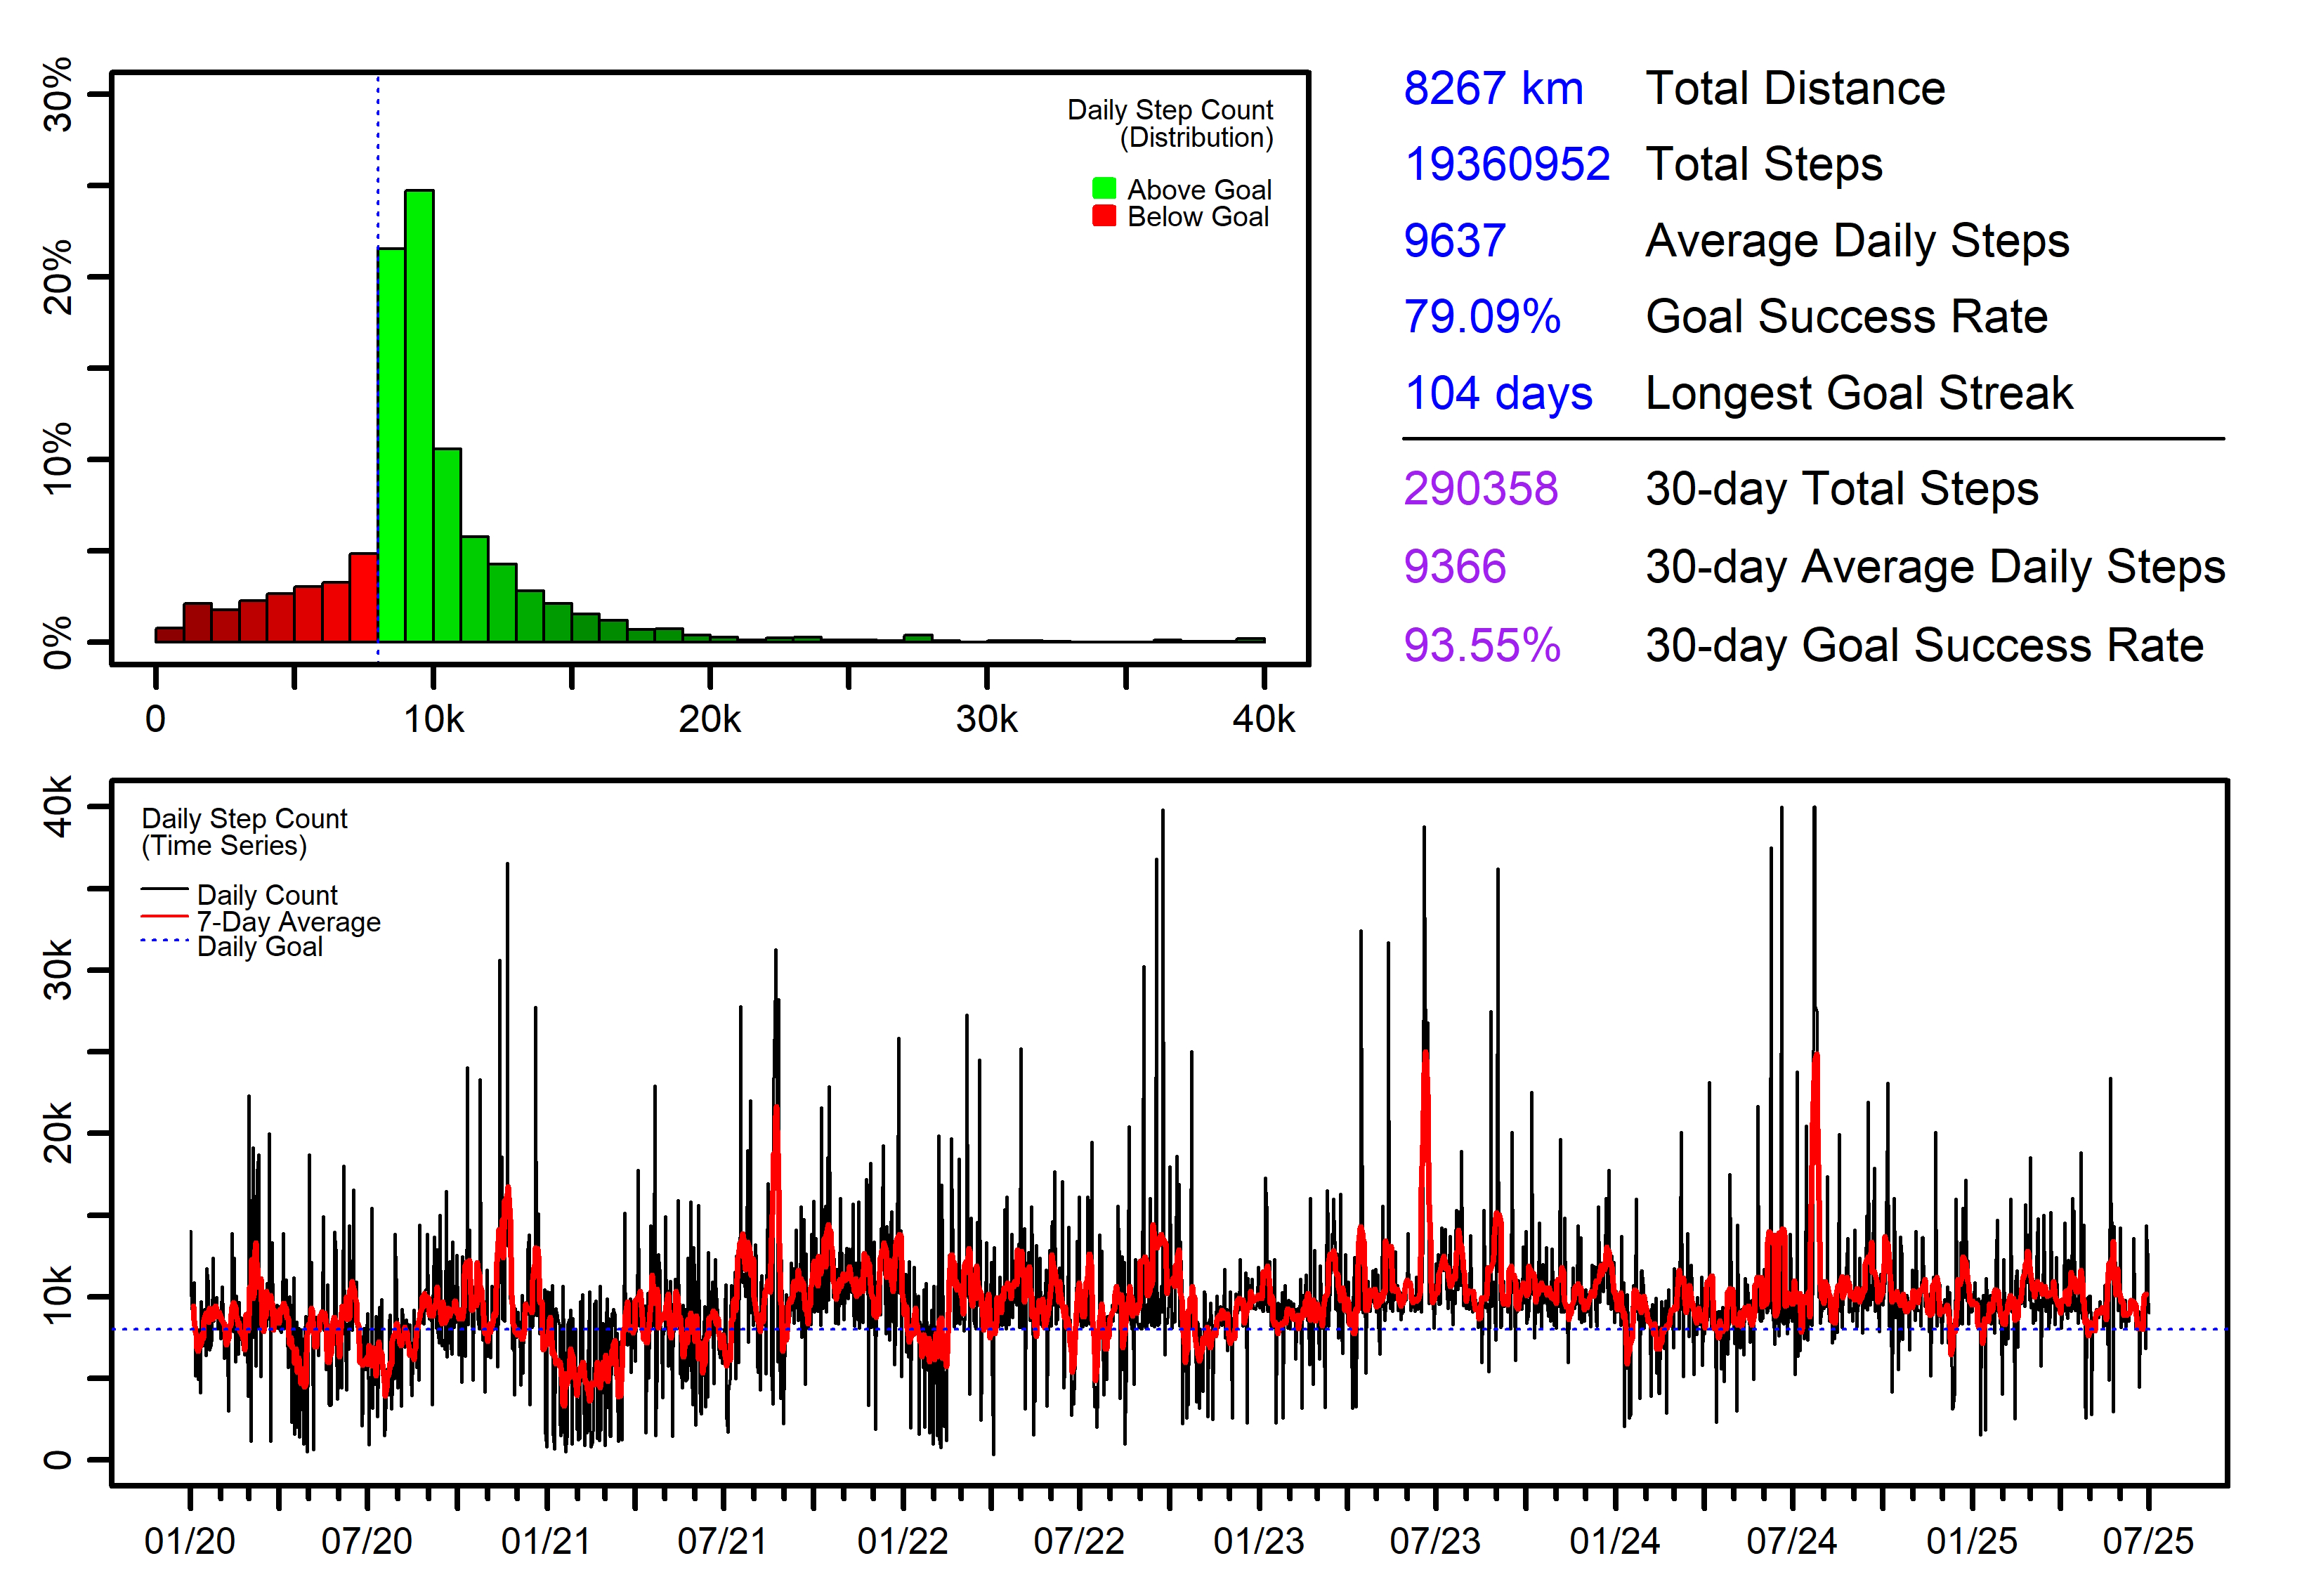 30%
20%
10%
0%
0 10k 20k 30k 40k
Daily Step Count
(Distribution)
Above Goal
Below Goal
8267 km Total Distance
19360952 Total Steps
9637 Average Daily Steps
79.09% Goal Success Rate
104 days Longest Goal Streak
290358 30-day Total Steps
9366 30-day Average Daily Steps
93.55% 30-day Goal Success Rate
40k
30k
20k
10k
0
Daily Step Count
(Time Series)
Daily Count
7-Day Average
Daily Goal
01/20 07/20 01/21 07/21 01/22 07/22 01/23 07/23 01/24 07/24 01/25 07/25